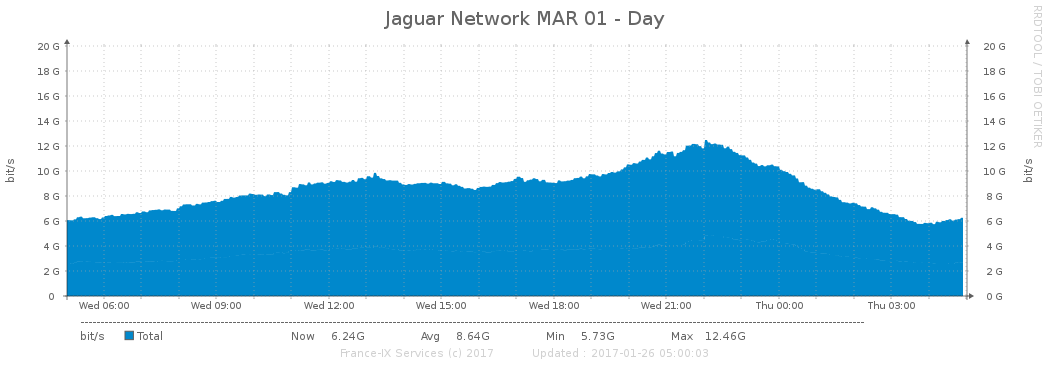 Jaguar Network MAR 01 - Day
RRDTOOL / TOBI OETIKER
bit/s
20 G 20 G
18 G 18 G
16 G 16 G
14 G 14 G
12 G 12 G
10 G 10 G
8 G 8 G
6 G 6 G
4 G 4 G
2 G 2 G
0 0 G
bit/s
Wed 06:00 Wed 09:00 Wed 12:00 Wed 15:00 Wed 18:00 Wed 21:00 Thu 00:00 Thu 03:00
bit/s Total Now 6.24G Avg 8.64G Min 5.73G Max 12.46G
France-IX Services (c) 2017 Updated : 2017-01-26 05:00:03